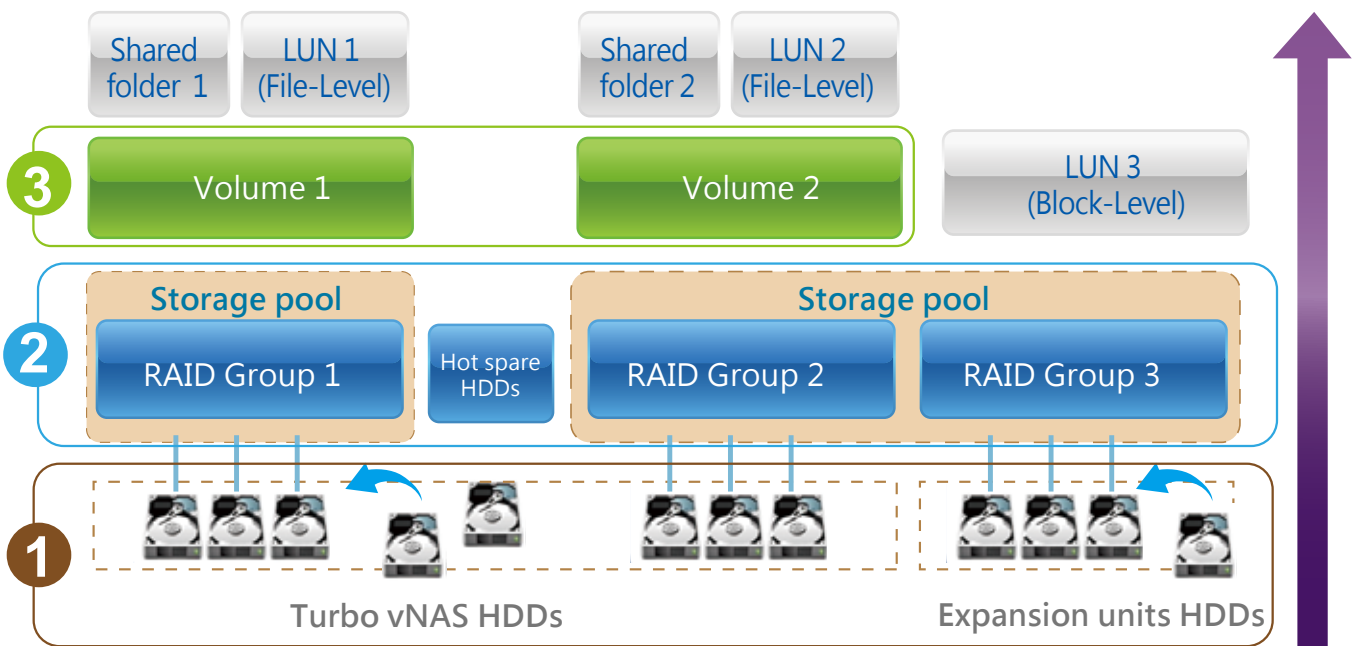 Shared
folder 1
LUN 1
(File-Level)
Shared
folder 2
LUN 2
(File-Level)
3
Volume 1
Volume 2
LUN 3
(Block-Level)
2
Storage pool
Storage pool
RAID Group 1
Hot spare
HDDs
RAID Group 2
RAID Group 3
1
Turbo vNAS HDDs
Expansion units HDDs